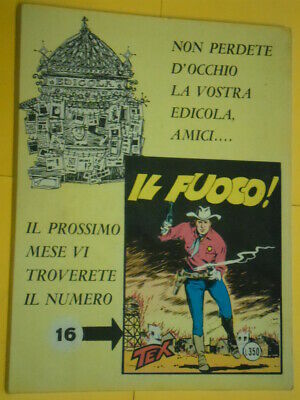 EDICOLA
NON PERDETE
D'OCCHIO
LA VOSTRA
EDICOLA,
AMICI....
IL FUOCO!
IL PROSSIMO
MESE VI
TROVERETE
IL NUMERO
16
TEX
L.350